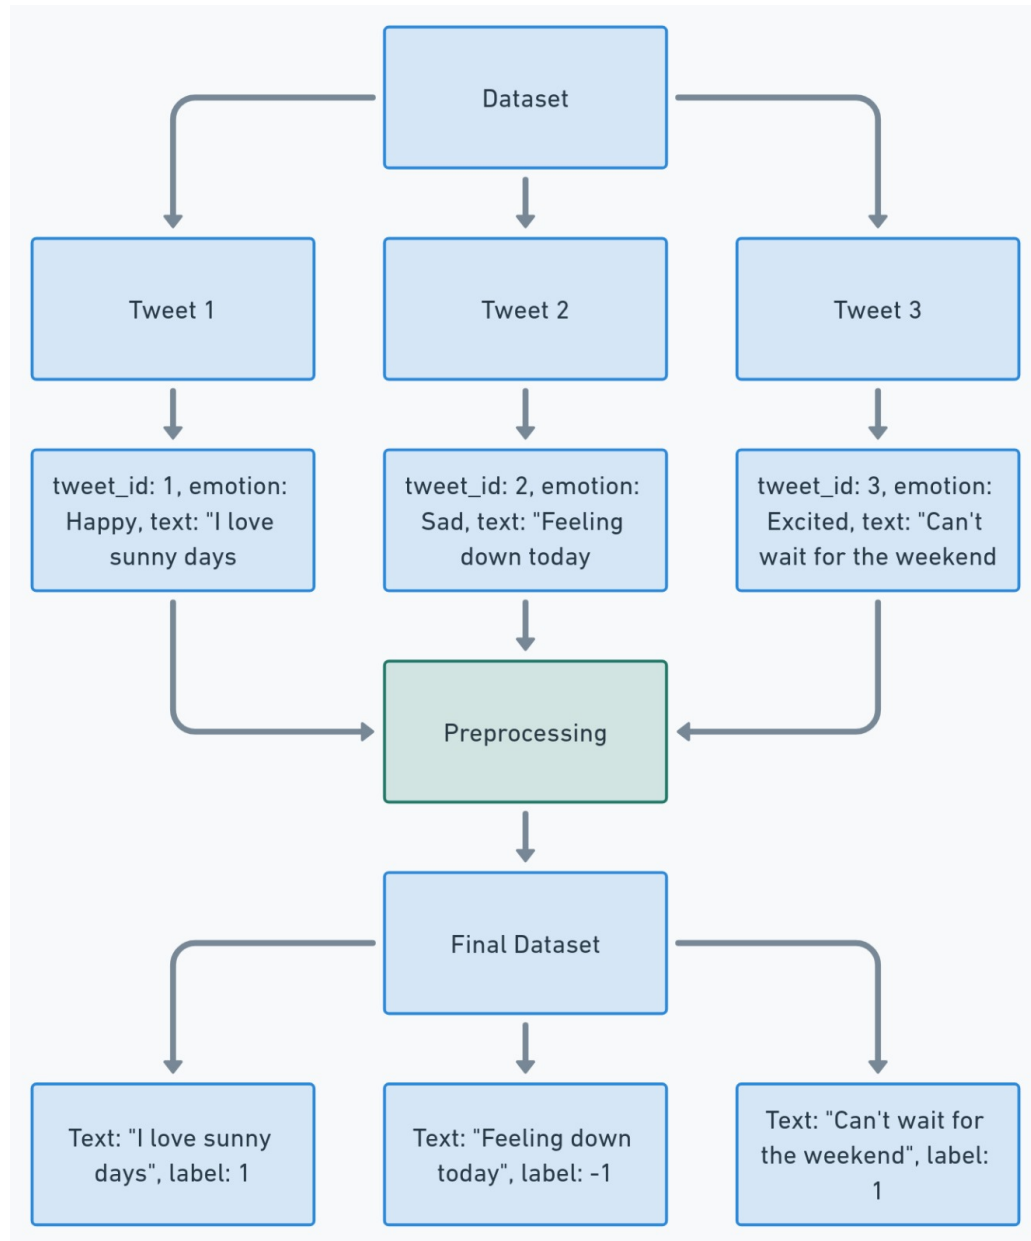 Dataset
Tweet 1
Tweet 2
Tweet 3
tweet_id: 1, emotion:
Happy, text: "I love
sunny days
tweet_id: 2, emotion:
Sad, text: "Feeling
down today
tweet_id: 3, emotion:
Excited, text: "Can't
wait for the weekend
Preprocessing
Final Dataset
Text: "I love sunny
days", label: 1
Text: "Feeling down
today", label: -1
Text: "Can't wait for
the weekend", label:
1